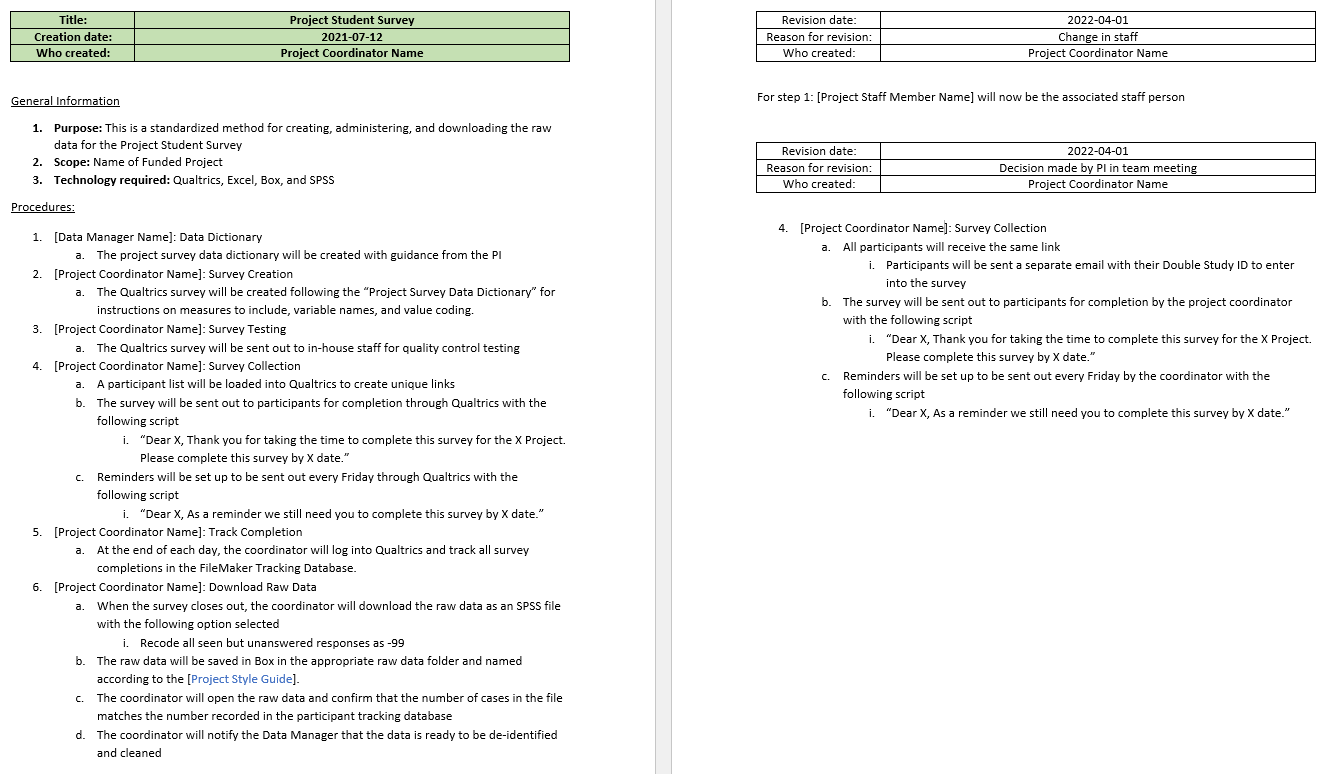 Title: Project Student Survey
Creation date: 2021-07-12
Who created: Project Coordinator Name
General Information
1. Purpose: This is a standardized method for creating, administering, and downloading the raw
data for the Project Student Survey
2. Scope: Name of Funded Project
3. Technology required: Qualtrics, Excel, Box, and SPSS
Procedures:
1. [Data Manager Name]: Data Dictionary
a. The project survey data dictionary will be created with guidance from the PI
2. [Project Coordinator Name]: Survey Creation
a. The Qualtrics survey will be created following the “Project Survey Data Dictionary” for
instructions on measures to include, variable names, and value coding.
3. [Project Coordinator Name]: Survey Testing
a. The Qualtrics survey will be sent out to in-house staff for quality control testing
4. [Project Coordinator Name]: Survey Collection
a. A participant list will be loaded into Qualtrics to create unique links
b. The survey will be sent out to participants for completion through Qualtrics with the
following script
i. “Dear X, Thank you for taking the time to complete this survey for the X Project.
Please complete this survey by X date.”
c. Reminders will be set up to be sent out every Friday through Qualtrics with the
following script
i. “Dear X, As a reminder we still need you to complete this survey by X date.”
5. [Project Coordinator Name]: Track Completion
a. At the end of each day, the coordinator will log into Qualtrics and track all survey
completions in the FileMaker Tracking Database.
6. [Project Coordinator Name]: Download Raw Data
a. When the survey closes out, the coordinator will download the raw data as an SPSS file
with the following option selected
i. Recode all seen but unanswered responses as -99
b. The raw data will be saved in Box in the appropriate raw data folder and named
according to the [Project Style Guide].
c. The coordinator will open the raw data and confirm that the number of cases in the file
matches the number recorded in the participant tracking database
d. The coordinator will notify the Data Manager that the data is ready to be de-identified
and cleaned
Revision date: 2022-04-01
Reason for revision: Change in staff
Who created: Project Coordinator Name
For step 1: [Project Staff Member Name] will now be the associated staff person
Revision date: 2022-04-01
Reason for revision: Decision made by PI in team meeting
Who created: Project Coordinator Name
4. [Project Coordinator Name]: Survey Collection
a. All participants will receive the same link
i. Participants will be sent a separate email with their Double Study ID to enter
into the survey
b. The survey will be sent out to participants for completion by the project coordinator
with the following script
i. “Dear X, Thank you for taking the time to complete this survey for the X Project.
Please complete this survey by X date.”
c. Reminders will be set up to be sent out every Friday by the coordinator with the
following script
i. “Dear X, As a reminder we still need you to complete this survey by X date.”